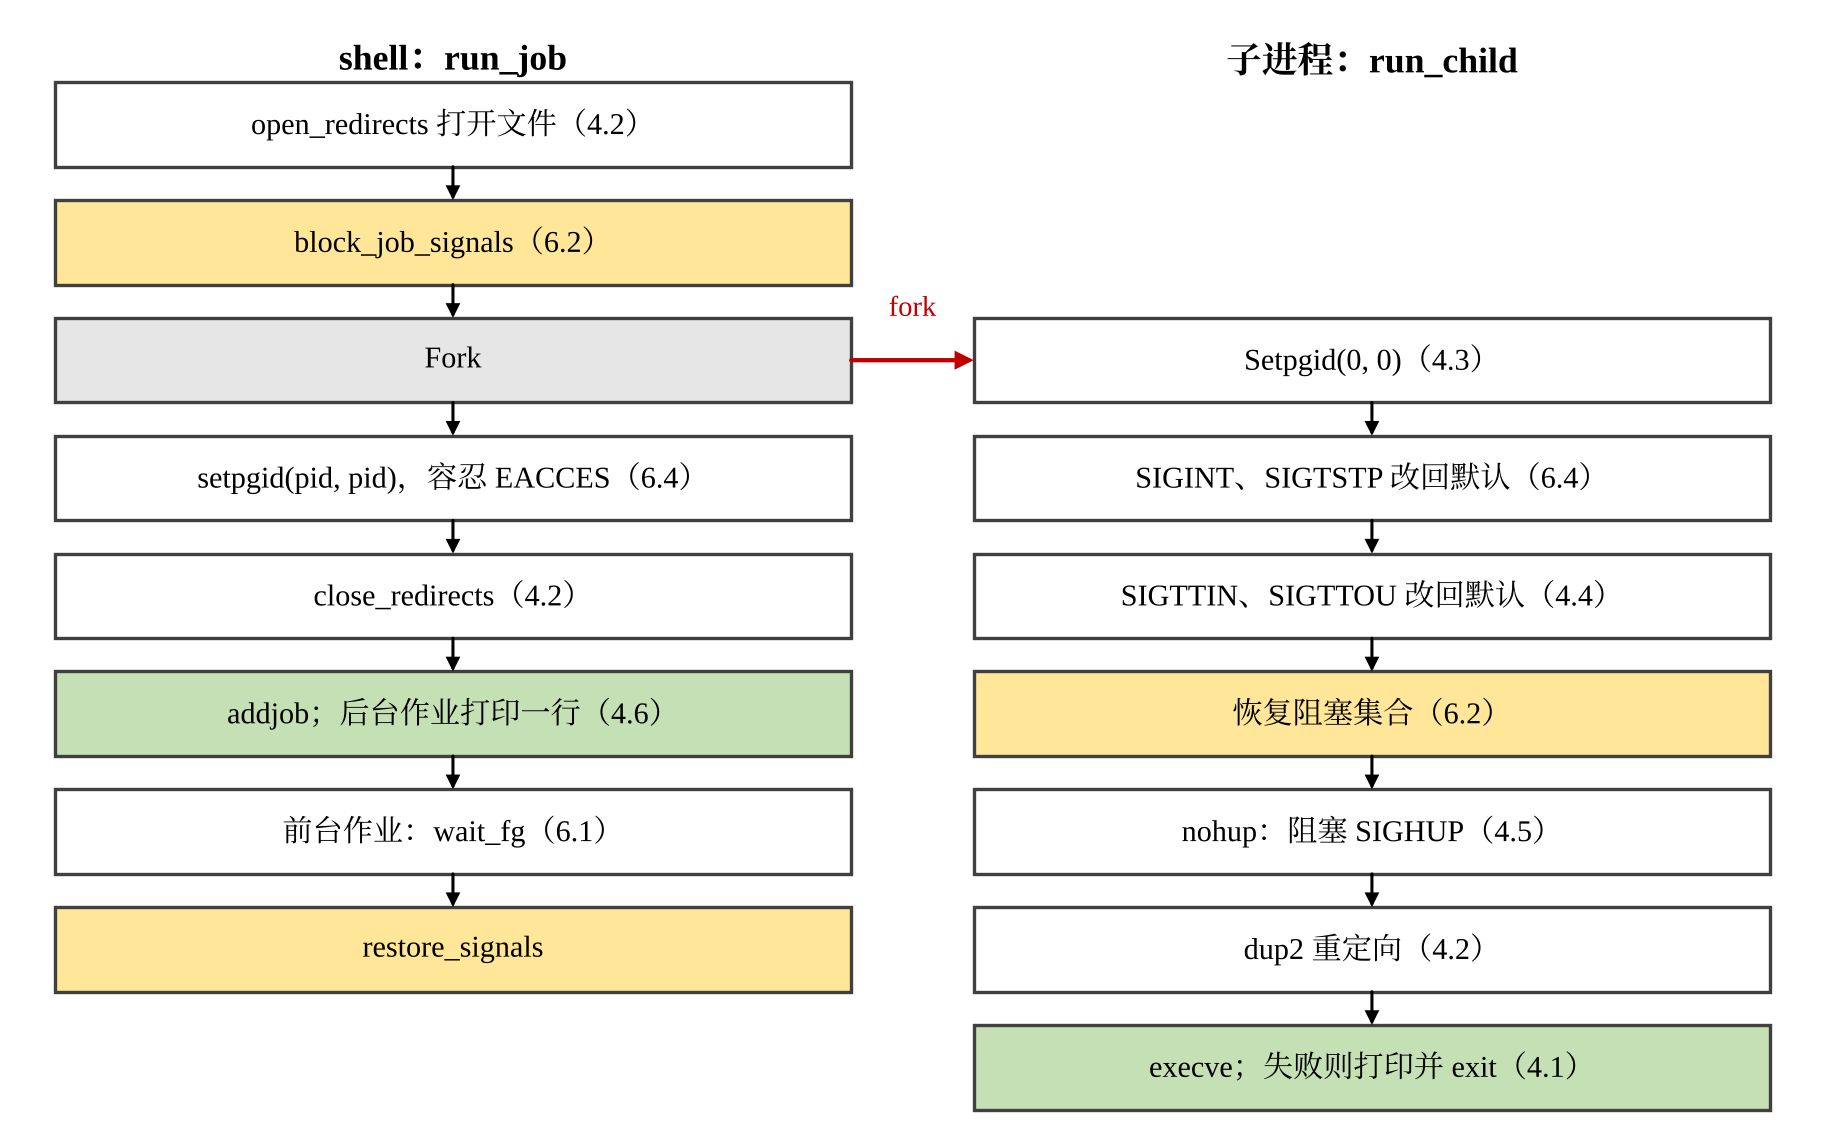 shell：run_job
open_redirects 打开文件（4.2）
block_job_signals（6.2）
Fork
setpgid(pid, pid)，容忍 EACCES（6.4）
close_redirects（4.2）
addjob；后台作业打印一行（4.6）
前台作业：wait_fg（6.1）
restore_signals
fork
子进程：run_child
Setpgid(0, 0)（4.3）
SIGINT、SIGTSTP 改回默认（6.4）
SIGTTIN、SIGTTOU 改回默认（4.4）
恢复阻塞集合（6.2）
nohup：阻塞 SIGHUP（4.5）
dup2 重定向（4.2）
execve；失败则打印并 exit（4.1）